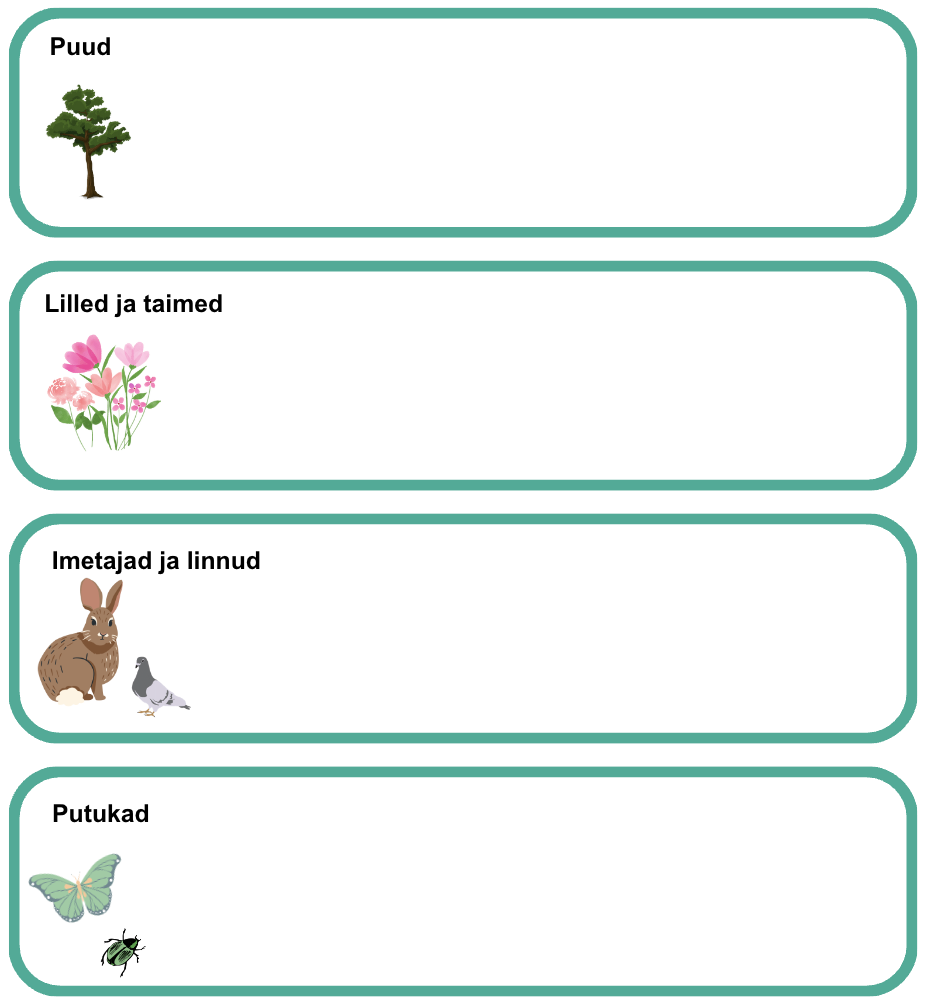 Puud
Lilled ja taimed
Imetajad ja linnud
Putukad